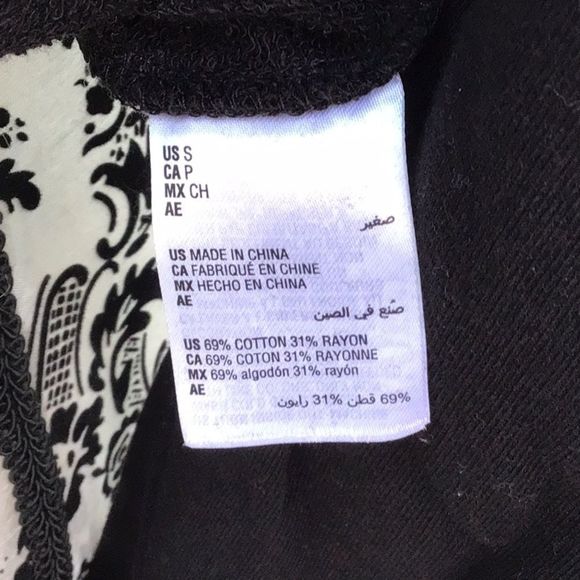 US S
CA P
MX CH
AE
صغير
US MADE IN CHINA
CA FABRIQUÉ EN CHINE
MX HECHO EN CHINA
AE
صُنع في الصين
US 69% COTTON 31% RAYON
CA 69% COTON 31% RAYONNE
MX 69% algodón 31% rayón
AE
69% قطن 31% رايون